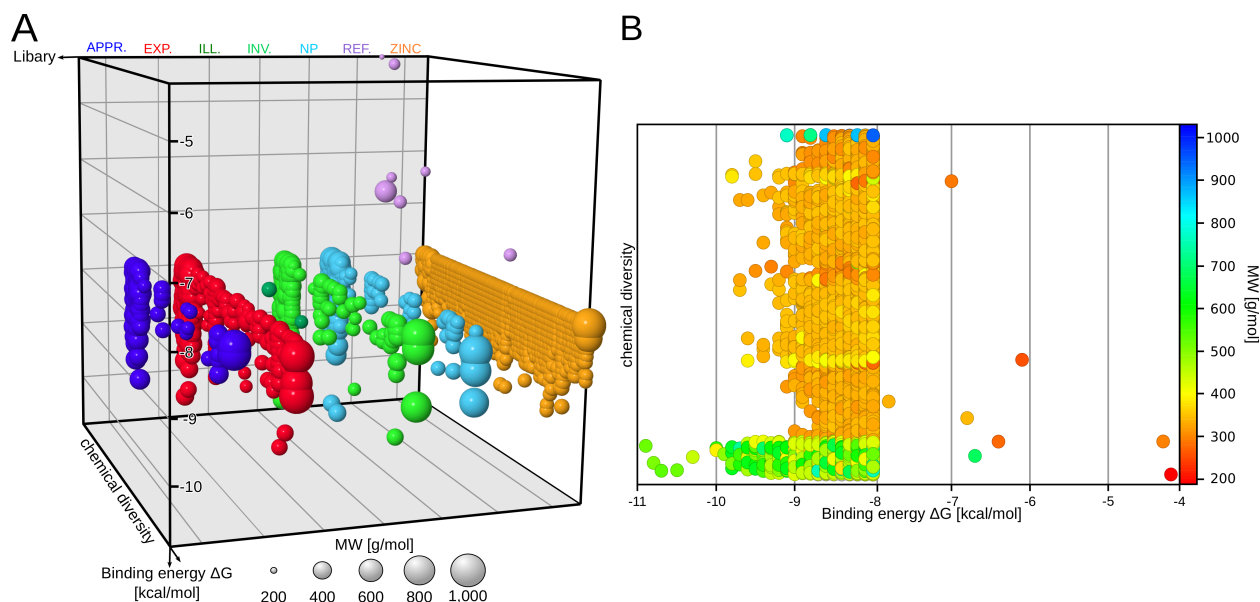 A
APPR. EXP. ILL. INV. NP REF. ZINC
Libary
-5
-6
-7
-8
-9
-10
chemical diversity
Binding energy ΔG
[kcal/mol]
MW [g/mol]
200 400 600 800 1,000
B
chemical diversity
-11 -10 -9 -8 -7 -6 -5 -4
Binding energy ΔG [kcal/mol]
1000
900
800
700
600
500
400
300
200
MW [g/mol]